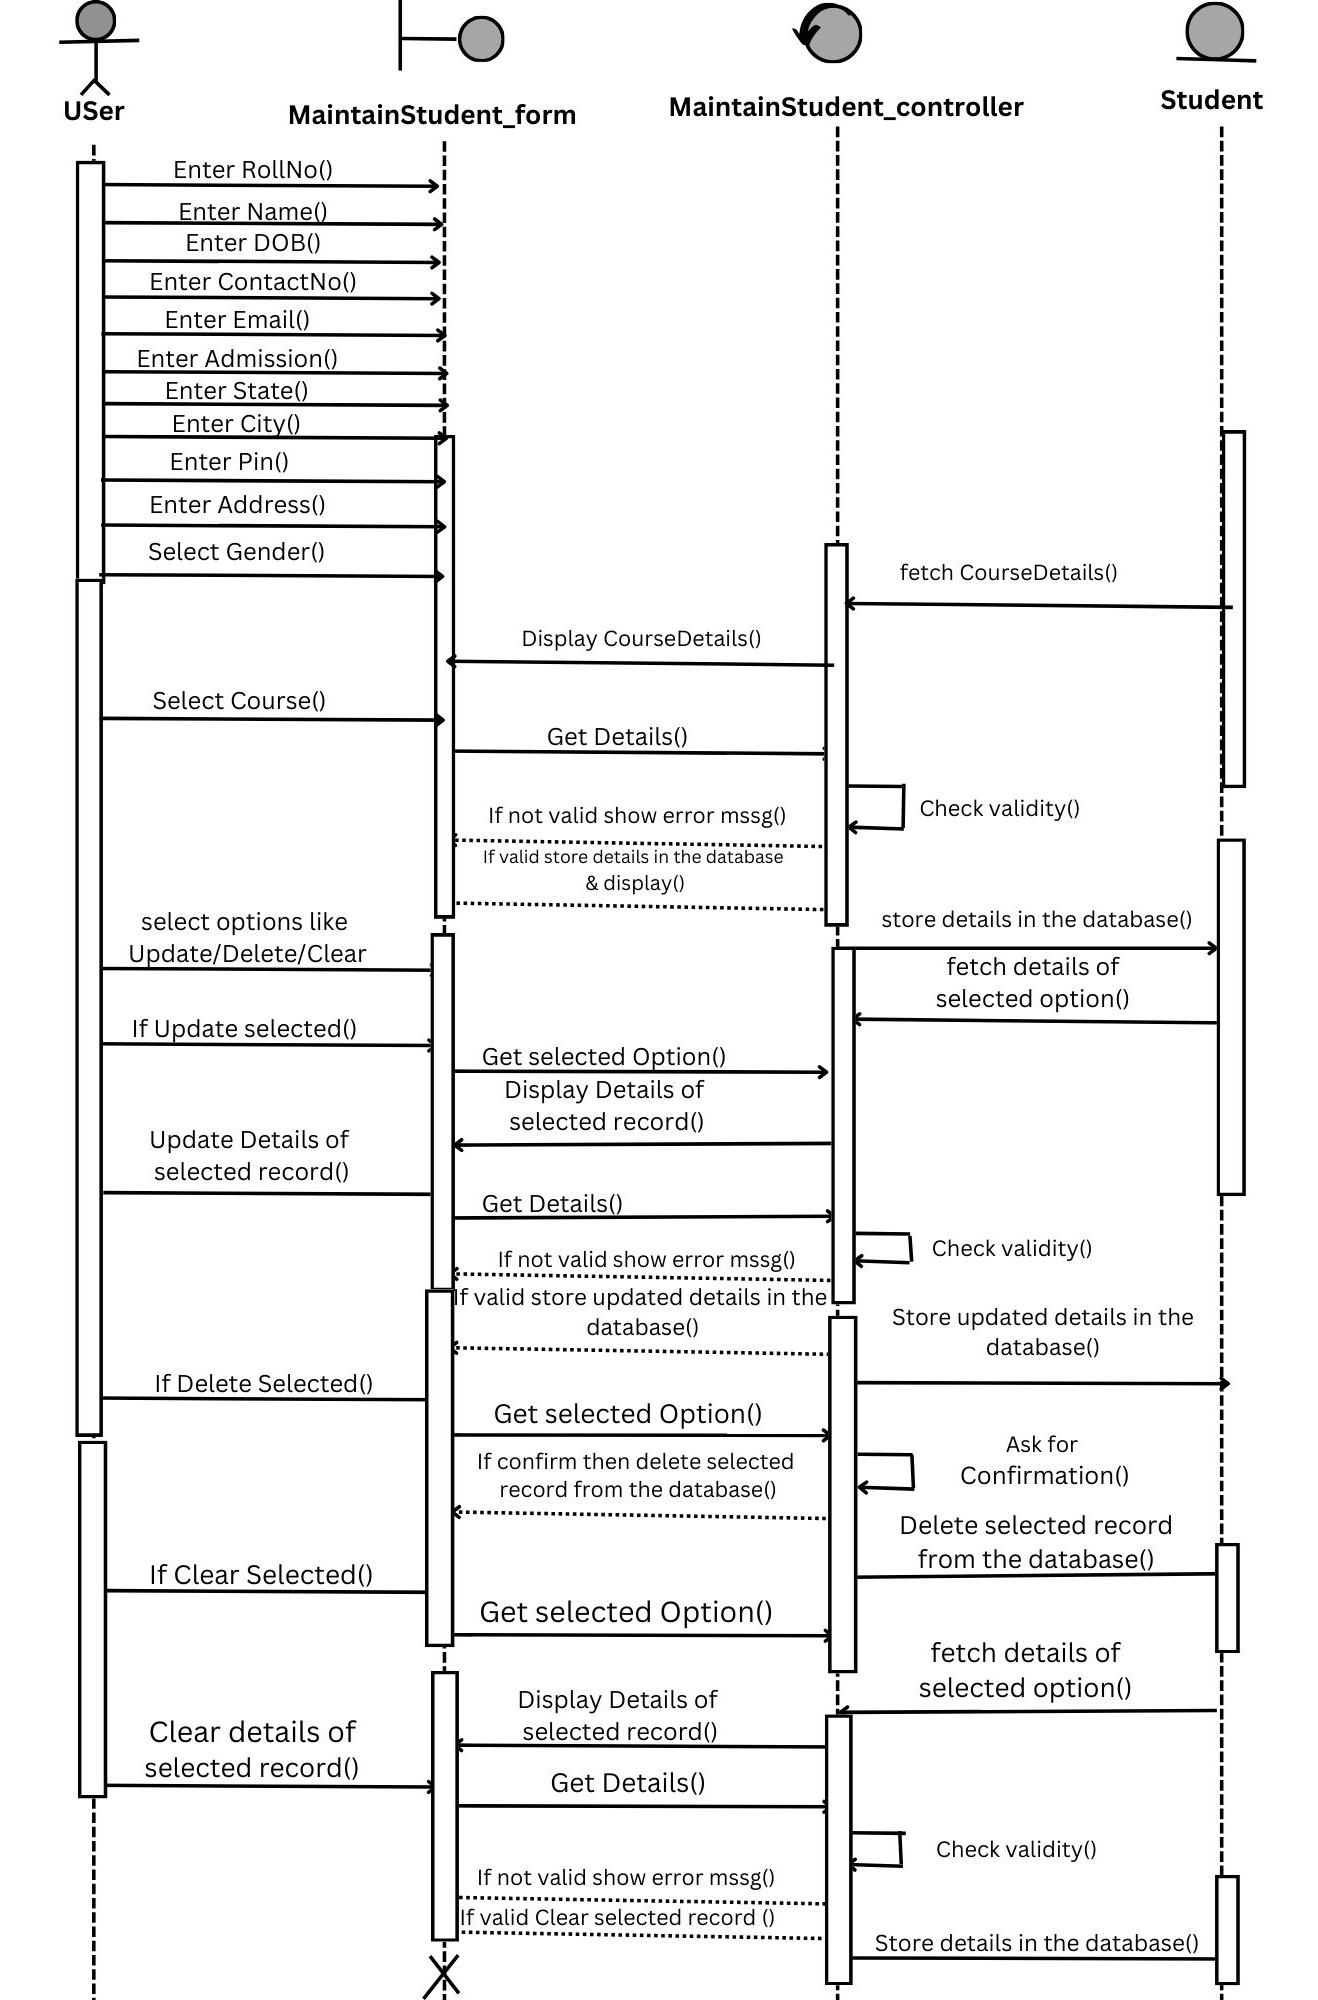 USer
MaintainStudent_form
MaintainStudent_controller
Student
Enter RollNo()
Enter Name()
Enter DOB()
Enter ContactNo()
Enter Email()
Enter Admission()
Enter State()
Enter City()
Enter Pin()
Enter Address()
Select Gender()
fetch CourseDetails()
Display CourseDetails()
Select Course()
Get Details()
Check validity()
If not valid show error mssg()
If valid store details in the database
& display()
store details in the database()
select options like
Update/Delete/Clear
fetch details of
selected option()
If Update selected()
Get selected Option()
Display Details of
selected record()
Update Details of
selected record()
Get Details()
Check validity()
If not valid show error mssg()
If valid store updated details in the
database()
Store updated details in the
database()
If Delete Selected()
Get selected Option()
Ask for
Confirmation()
If confirm then delete selected
record from the database()
Delete selected record
from the database()
If Clear Selected()
Get selected Option()
fetch details of
selected option()
Display Details of
selected record()
Clear details of
selected record()
Get Details()
Check validity()
If not valid show error mssg()
If valid Clear selected record ()
Store details in the database()